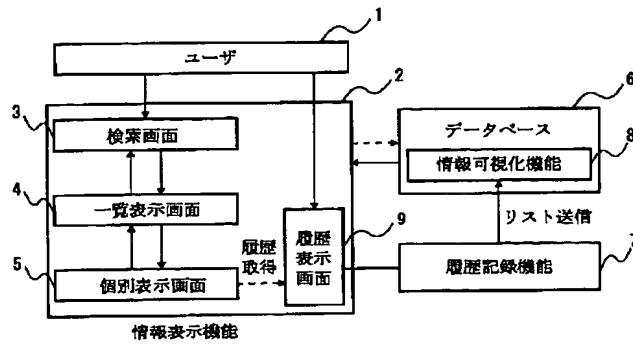 1
ユーザ
2
3
検索画面
4
一覧表示画面
5
個別表示画面
履歴
取得
履歴
表示
画面
9
情報表示機能
6
データベース
8
情報可視化機能
リスト送信
7
履歴記録機能